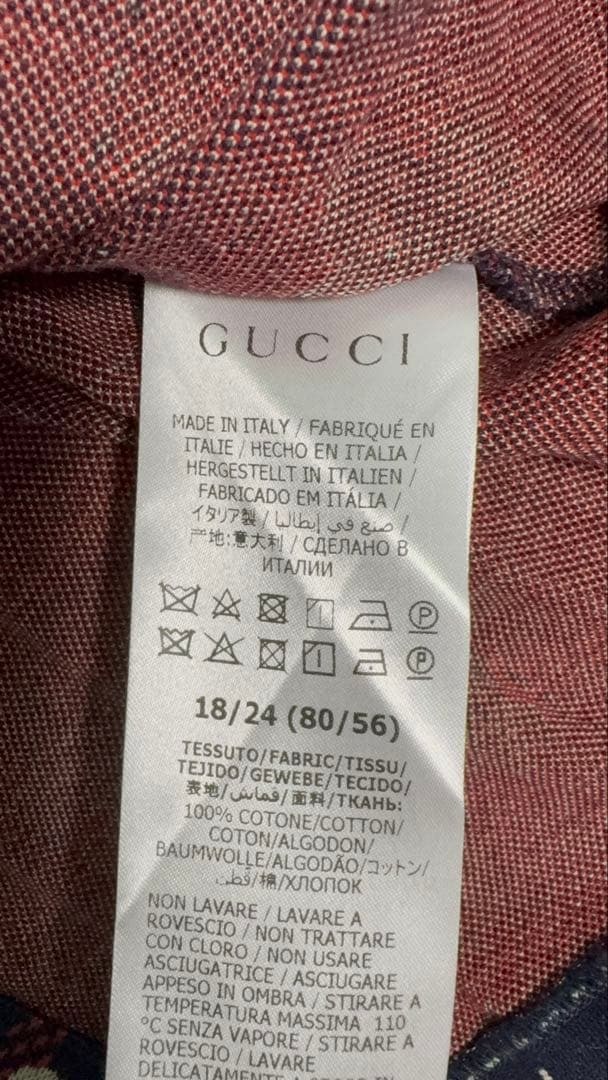 GUCCI
MADE IN ITALY / FABRIQUÉ EN
ITALIE / HECHO EN ITALIA /
HERGESTELLT IN ITALIEN /
FABRICADO EM ITÁLIA /
イタリア製 / صنع في إيطاليا /
产地:意大利 / СДЕЛАНО В
ИТАЛИИ
P
P
18/24 (80/56)
TESSUTO/FABRIC/TISSU/
TEJIDO/GEWEBE/TECIDO/
表地/قماش/面料/ТКАНЬ:
100% COTONE/COTTON/
COTON/ALGODON/
BAUMWOLLE/ALGODÃO/コットン/
قطن/棉/ХЛОПОК
NON LAVARE / LAVARE A
ROVESCIO / NON TRATTARE
CON CLORO / NON USARE
ASCIUGATRICE / ASCIUGARE
APPESO IN OMBRA / STIRARE A
TEMPERATURA MASSIMA 110
°C SENZA VAPORE / STIRARE A
ROVESCIO / LAVARE
DELICATAMENTE A SECCO